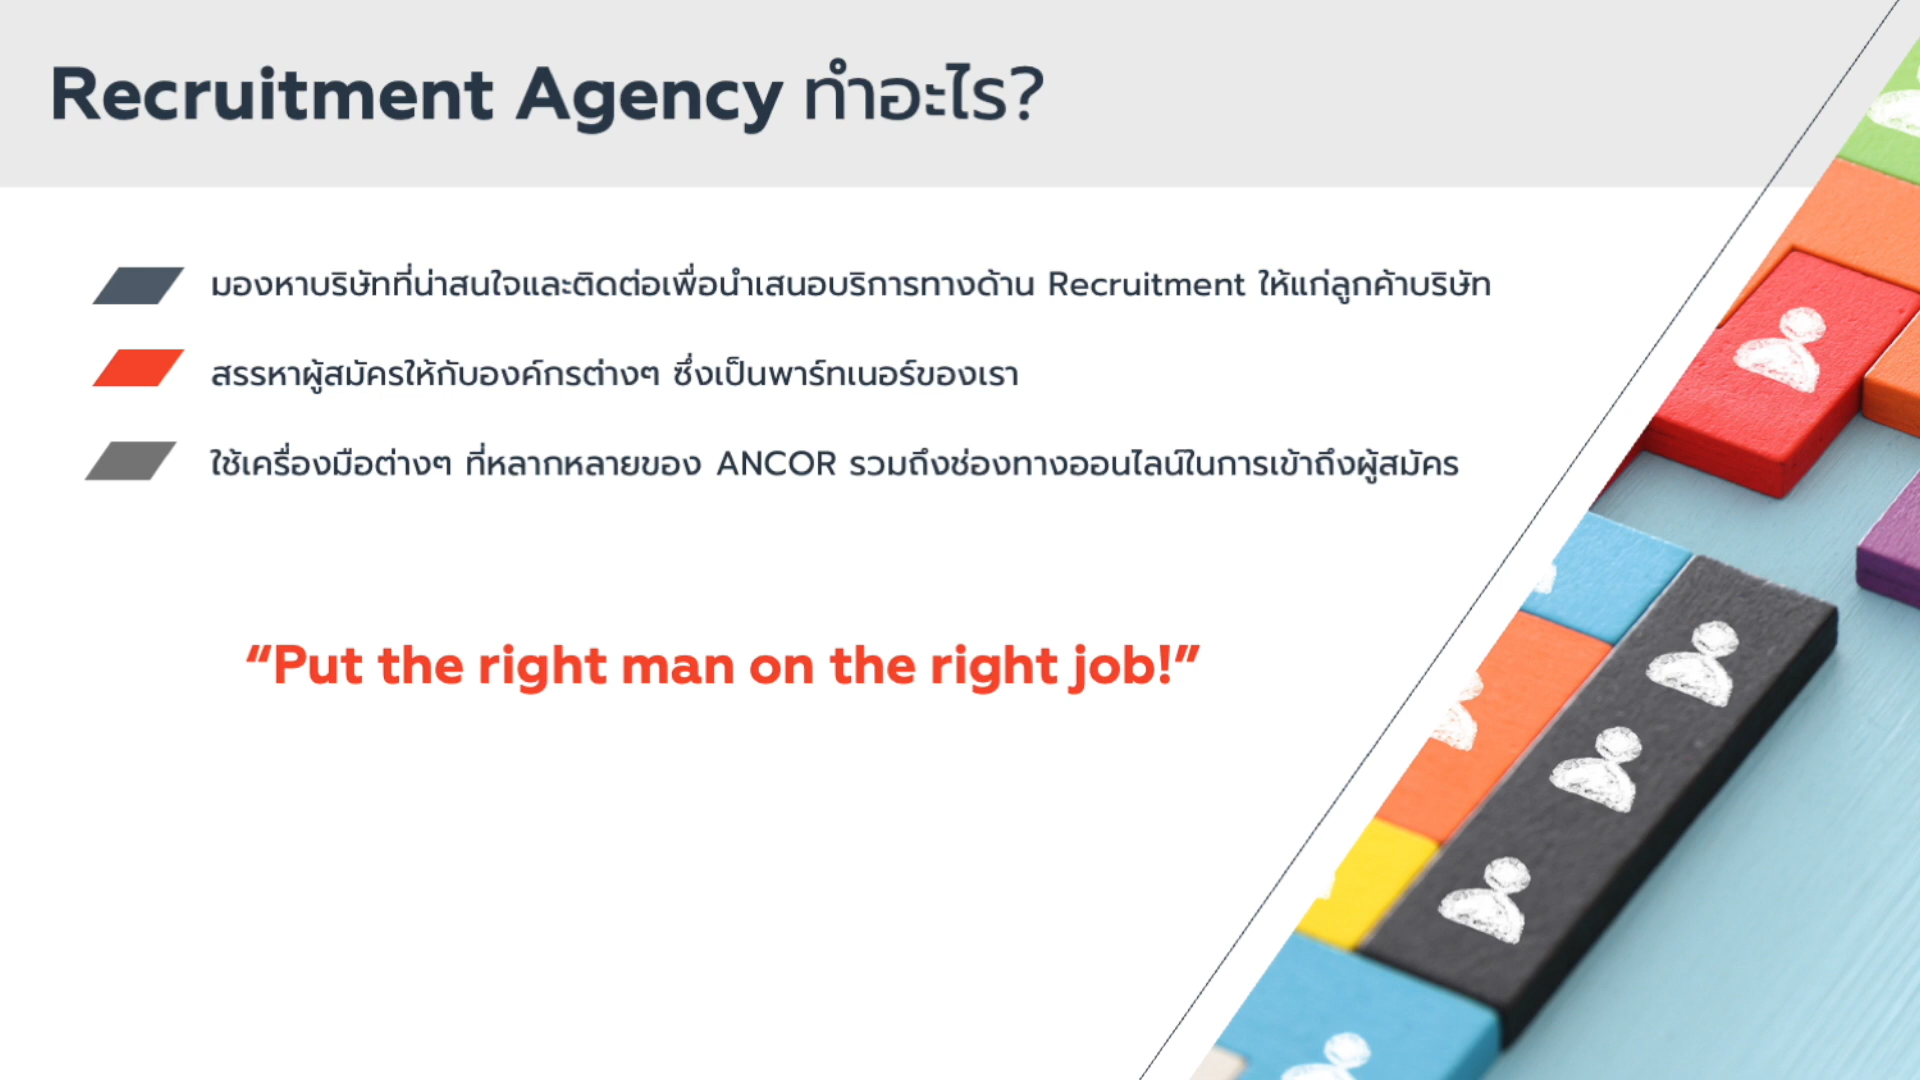 Recruitment Agency ทำอะไร?
มองหาบริษัทที่น่าสนใจและติดต่อเพื่อนำเสนอบริการทางด้าน Recruitment ให้แก่ลูกค้าบริษัท
สรรหาผู้สมัครให้กับองค์กรต่างๆ ซึ่งเป็นพาร์ทเนอร์ของเรา
ใช้เครื่องมือต่างๆ ที่หลากหลายของ ANCOR รวมถึงช่องทางออนไลน์ในการเข้าถึงผู้สมัคร
“Put the right man on the right job!”